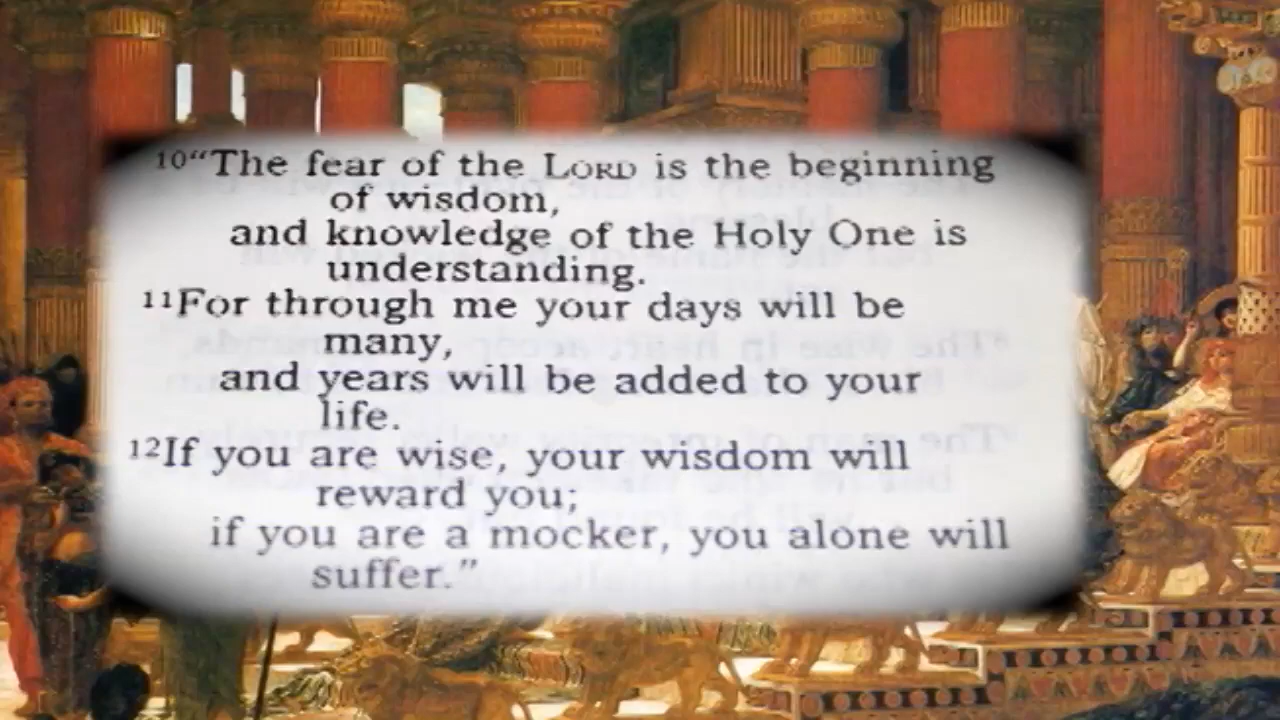 10“The fear of the LORD is the beginning
of wisdom,
and knowledge of the Holy One is
understanding.
11For through me your days will be
many,
and years will be added to your
life.
12If you are wise, your wisdom will
reward you;
if you are a mocker, you alone will
suffer.”